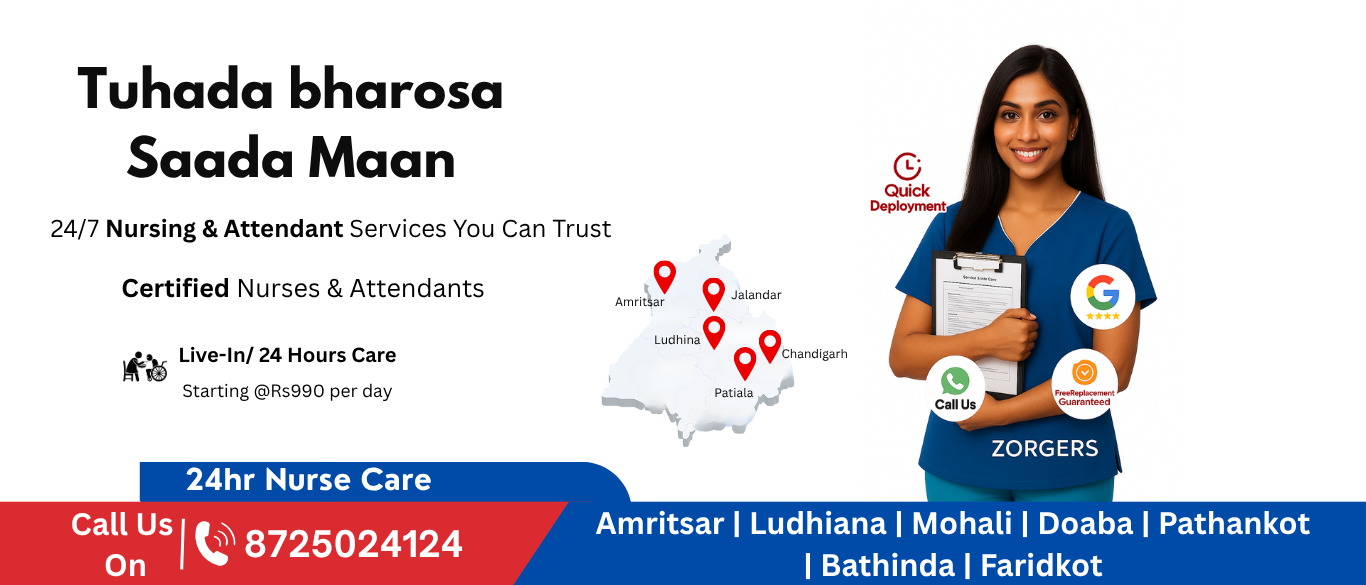 Tuhada bharosa
Saada Maan
24/7 Nursing & Attendant Services You Can Trust
Certified Nurses & Attendants
Live-In/ 24 Hours Care
Starting @Rs990 per day
Amritsar
Jalandar
Ludhina
Chandigarh
Patiala
Quick
Deployment
Call Us
FreeReplacement
Guaranteed
ZORGERS
24hr Nurse Care
Call Us
On
8725024124
Amritsar | Ludhiana | Mohali | Doaba | Pathankot
| Bathinda | Faridkot